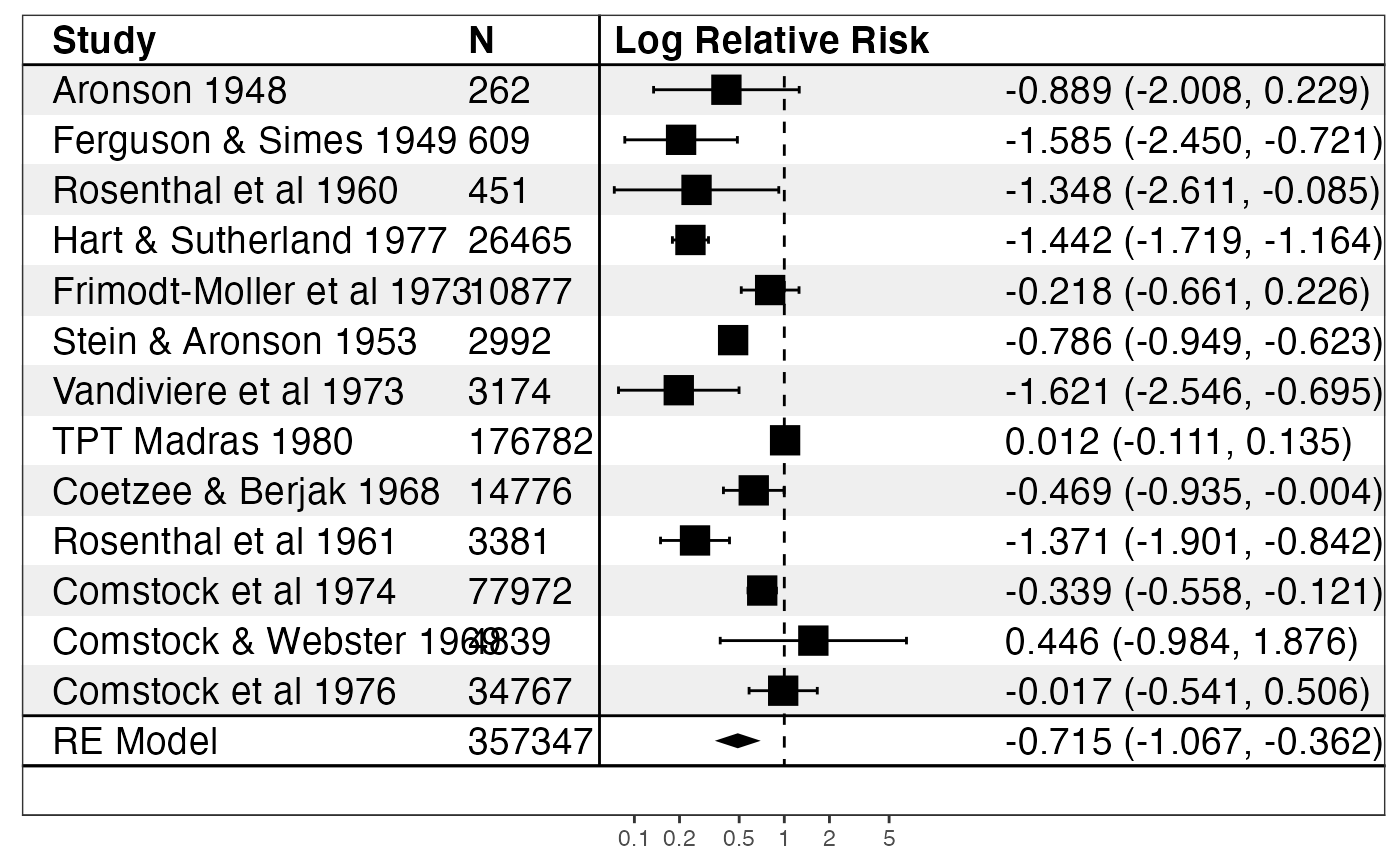 Study N Log Relative Risk
Aronson 1948 262 -0.889 (-2.008, 0.229)
Ferguson & Simes 1949 609 -1.585 (-2.450, -0.721)
Rosenthal et al 1960 451 -1.348 (-2.611, -0.085)
Hart & Sutherland 1977 26465 -1.442 (-1.719, -1.164)
Frimodt-Moller et al 1973 10877 -0.218 (-0.661, 0.226)
Stein & Aronson 1953 2992 -0.786 (-0.949, -0.623)
Vandiviere et al 1973 3174 -1.621 (-2.546, -0.695)
TPT Madras 1980 176782 0.012 (-0.111, 0.135)
Coetzee & Berjak 1968 14776 -0.469 (-0.935, -0.004)
Rosenthal et al 1961 3381 -1.371 (-1.901, -0.842)
Comstock et al 1974 77972 -0.339 (-0.558, -0.121)
Comstock & Webster 1969 4839 0.446 (-0.984, 1.876)
Comstock et al 1976 34767 -0.017 (-0.541, 0.506)
RE Model 357347 -0.715 (-1.067, -0.362)
0.1 0.2 0.5 1 2 5